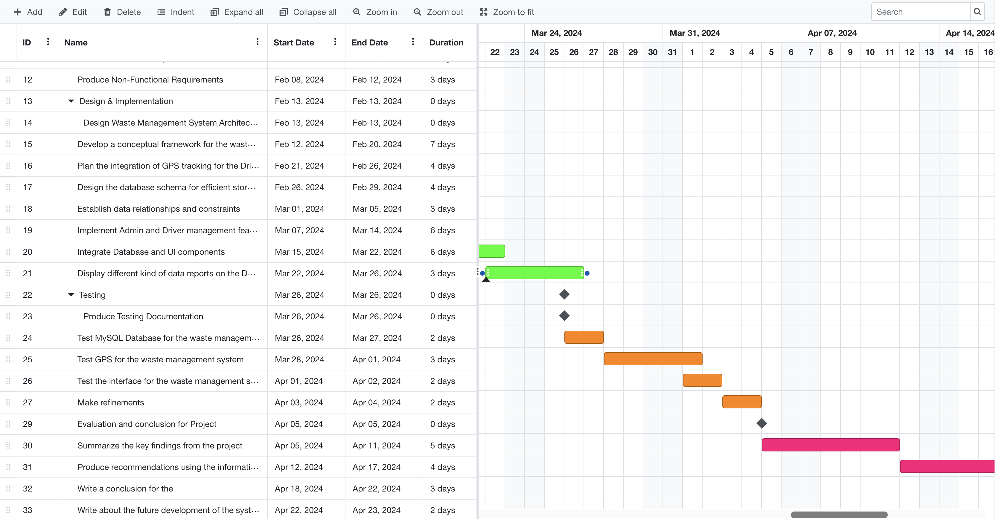 Add Edit Delete Indent Expand all Collapse all Zoom in Zoom out Zoom to fit Search
ID Name Start Date End Date Duration
Mar 24, 2024 Mar 31, 2024 Apr 07, 2024 Apr 14, 2024
22 23 24 25 26 27 28 29 30 31 1 2 3 4 5 6 7 8 9 10 11 12 13 14 15 16
12 Produce Non-Functional Requirements Feb 08, 2024 Feb 12, 2024 3 days
13 Design & Implementation Feb 13, 2024 Feb 13, 2024 0 days
14 Design Waste Management System Architec... Feb 13, 2024 Feb 13, 2024 0 days
15 Develop a conceptual framework for the wast... Feb 12, 2024 Feb 20, 2024 7 days
16 Plan the integration of GPS tracking for the Dri... Feb 21, 2024 Feb 26, 2024 4 days
17 Design the database schema for efficient stor... Feb 26, 2024 Feb 29, 2024 4 days
18 Establish data relationships and constraints Mar 01, 2024 Mar 05, 2024 3 days
19 Implement Admin and Driver management fea... Mar 07, 2024 Mar 14, 2024 6 days
20 Integrate Database and UI components Mar 15, 2024 Mar 22, 2024 6 days
21 Display different kind of data reports on the D... Mar 22, 2024 Mar 26, 2024 3 days
22 Testing Mar 26, 2024 Mar 26, 2024 0 days
23 Produce Testing Documentation Mar 26, 2024 Mar 26, 2024 0 days
24 Test MySQL Database for the waste managem... Mar 26, 2024 Mar 27, 2024 2 days
25 Test GPS for the waste management system Mar 28, 2024 Apr 01, 2024 3 days
26 Test the interface for the waste management s... Apr 01, 2024 Apr 02, 2024 2 days
27 Make refinements Apr 03, 2024 Apr 04, 2024 2 days
29 Evaluation and conclusion for Project Apr 05, 2024 Apr 05, 2024 0 days
30 Summarize the key findings from the project Apr 05, 2024 Apr 11, 2024 5 days
31 Produce recommendations using the informati... Apr 12, 2024 Apr 17, 2024 4 days
32 Write a conclusion for the Apr 18, 2024 Apr 22, 2024 3 days
33 Write about the future development of the syst... Apr 22, 2024 Apr 23, 2024 2 days